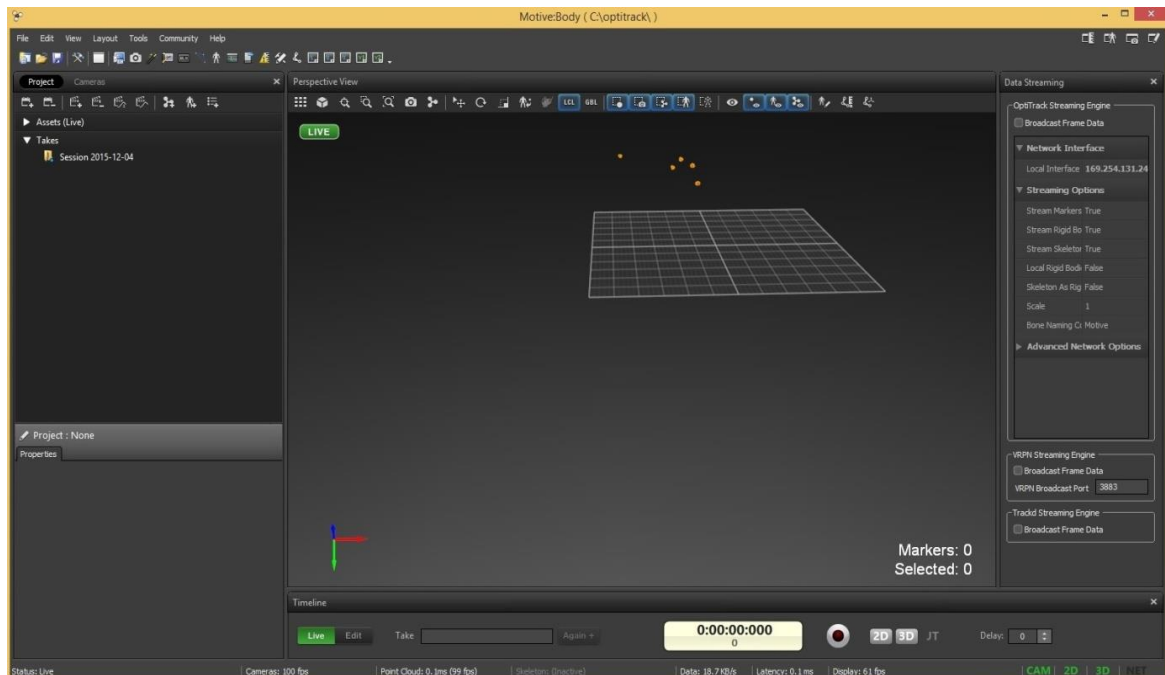 Motive:Body ( C:\optitrack\ )
File Edit View Layout Tools Community Help
Project Cameras
Perspective View
Data Streaming
LCL GBL
Assets (Live)
Takes
Session 2015-12-04
LIVE
OptiTrack Streaming Engine
Broadcast Frame Data
Network Interface
Local Interface 169.254.131.24
Streaming Options
Stream Markers True
Stream Rigid Bo True
Stream Skeletor True
Local Rigid Bodi False
Skeleton As Rig False
Scale 1
Bone Naming Co Motive
Advanced Network Options
Project : None
Properties
VRPN Streaming Engine
Broadcast Frame Data
VRPN Broadcast Port 3883
Trackd Streaming Engine
Broadcast Frame Data
Markers: 0
Selected: 0
Timeline
Live Edit Take Again + 0:00:00:000 2D 3D JT Delay: 0
0
Status: Live Cameras: 100 fps Point Cloud: 0.1ms (99 fps) Skeleton: (Inactive) Data: 18.7 KB/s Latency: 0.1 ms Display: 61 fps CAM 2D 3D NET